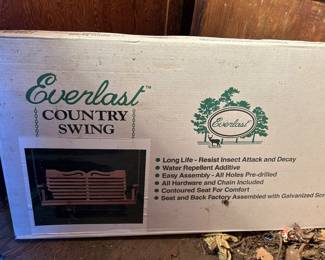 Everlast™
COUNTRY
SWING
Everlast
• Long Life - Resist Insect Attack and Decay
• Water Repellent Additive
• Easy Assembly - All Holes Pre-drilled
• All Hardware and Chain Included
• Contoured Seat For Comfort
• Seat and Back Factory Assembled with Galvanized Scr